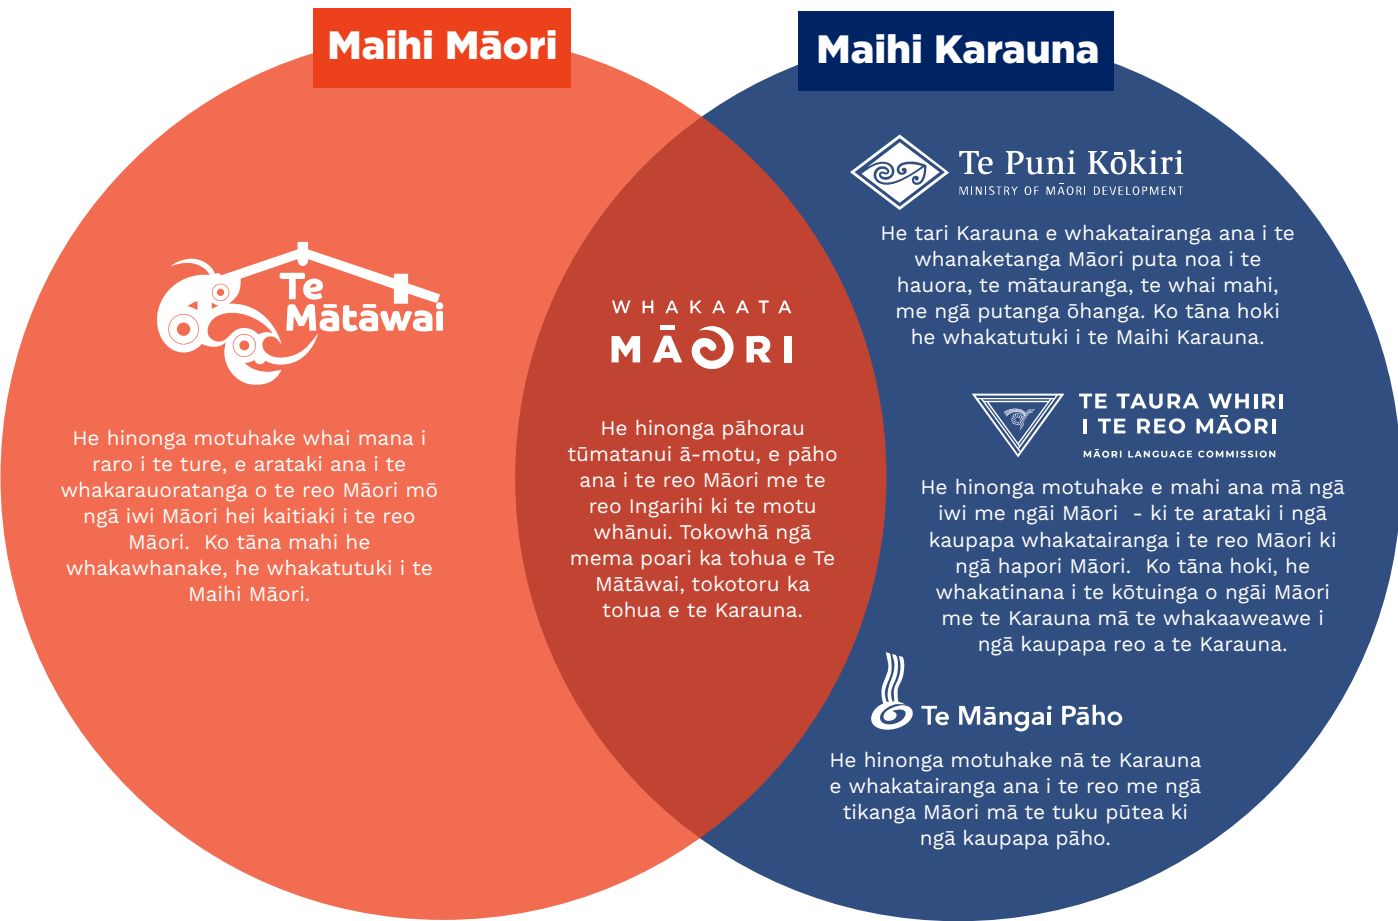 Maihi Māori
Te
Mātāwai
He hinonga motuhake whai mana i
raro i te ture, e arataki ana i te
whakarauoratanga o te reo Māori mō
ngā iwi Māori hei kaitiaki i te reo
Māori.  Ko tāna mahi he
whakawhanake, he whakatutuki i te
Maihi Māori.
WHAKAATA
MĀORI
He hinonga pāhorau
tūmatanui ā-motu, e pāho
ana i te reo Māori me te
reo Ingarihi ki te motu
whānui. Tokowhā ngā
mema poari ka tohua e Te
Mātāwai, tokotoru ka
tohua e te Karauna.
Maihi Karauna
Te Puni Kōkiri
MINISTRY OF MĀORI DEVELOPMENT
He tari Karauna e whakatairanga ana i te
whanaketanga Māori puta noa i te
hauora, te mātauranga, te whai mahi,
me ngā putanga ōhanga. Ko tāna hoki
he whakatutuki i te Maihi Karauna.
TE TAURA WHIRI
I TE REO MĀORI
MĀORI LANGUAGE COMMISSION
He hinonga motuhake e mahi ana mā ngā
iwi me ngāi Māori  - ki te arataki i ngā
kaupapa whakatairanga i te reo Māori ki
ngā hapori Māori.  Ko tāna hoki, he
whakatinana i te kōtuinga o ngāi Māori
me te Karauna mā te whakaaweawe i
ngā kaupapa reo a te Karauna.
Te Māngai Pāho
He hinonga motuhake nā te Karauna
e whakatairanga ana i te reo me ngā
tikanga Māori mā te tuku pūtea ki
ngā kaupapa pāho.